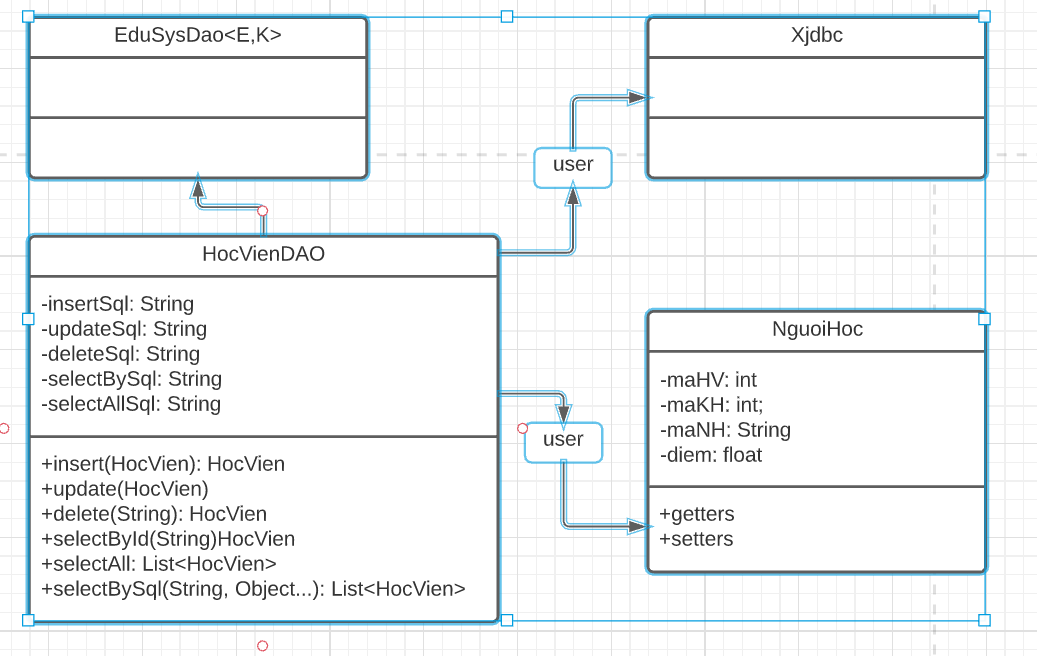 EduSysDao<E,K>
Xjdbc
user
HocVienDAO
-insertSql: String
-updateSql: String
-deleteSql: String
-selectBySql: String
-selectAllSql: String
+insert(HocVien): HocVien
+update(HocVien)
+delete(String): HocVien
+selectById(String)HocVien
+selectAll: List<HocVien>
+selectBySql(String, Object...): List<HocVien>
user
NguoiHoc
-maHV: int
-maKH: int;
-maNH: String
-diem: float
+getters
+setters